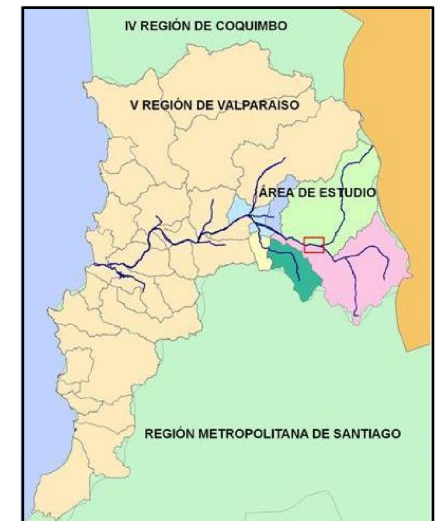 IV REGIÓN DE COQUIMBO
V REGIÓN DE VALPARAISO
ÁREA DE ESTUDIO
REGIÓN METROPOLITANA DE SANTIAGO